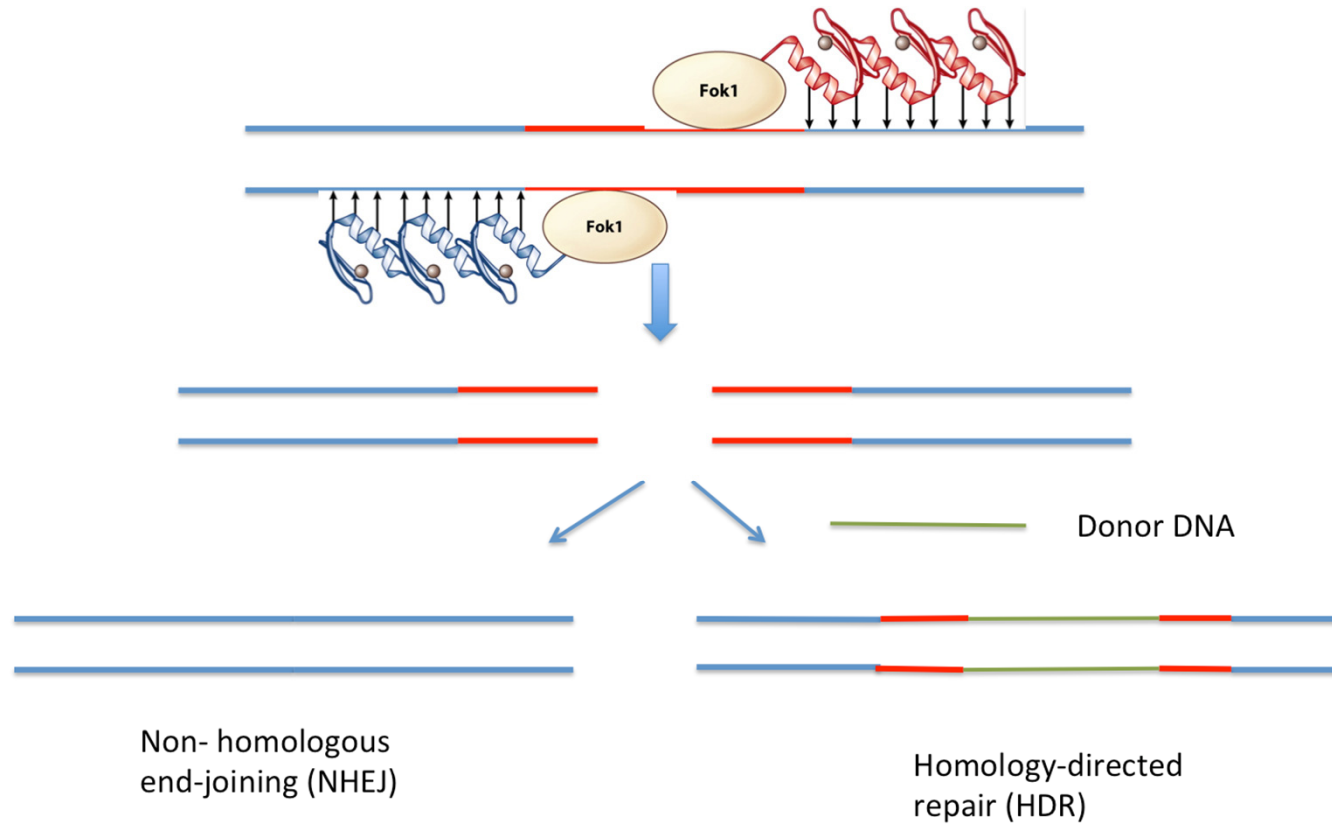 Fok1
Fok1
Donor DNA
Non- homologous
end-joining (NHEJ)
Homology-directed
repair (HDR)